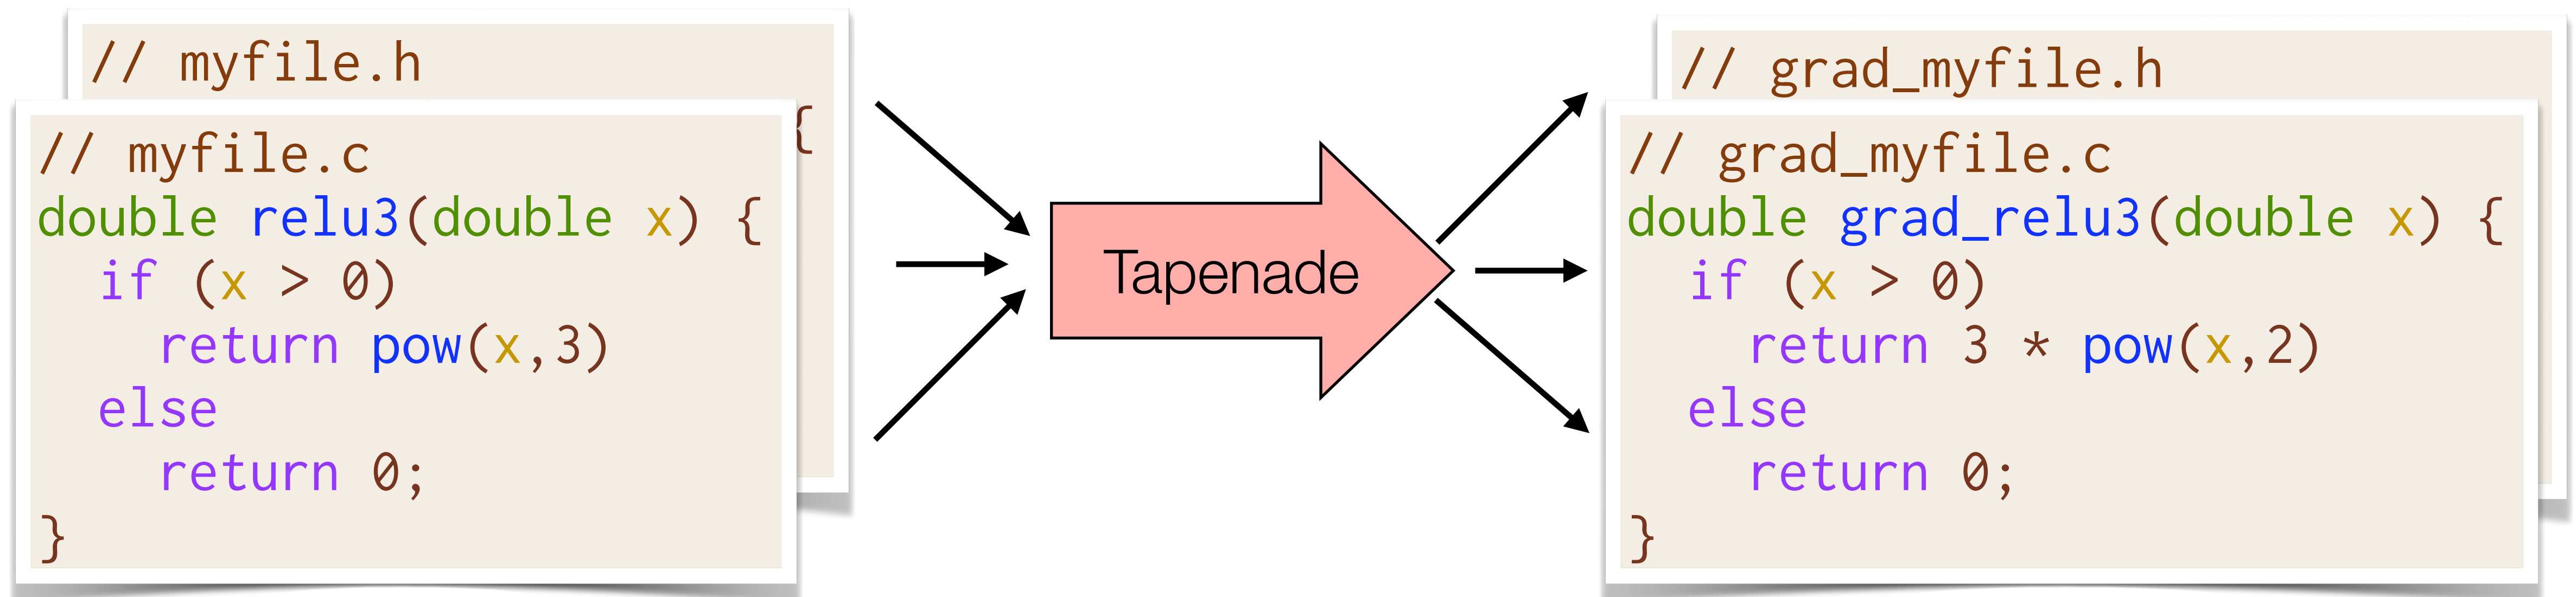 // myfile.h
{
// myfile.c
double relu3(double x) {
  if (x > 0)
    return pow(x,3)
  else
    return 0;
}
Tapenade
// grad_myfile.h
// grad_myfile.c
double grad_relu3(double x) {
  if (x > 0)
    return 3 * pow(x,2)
  else
    return 0;
}